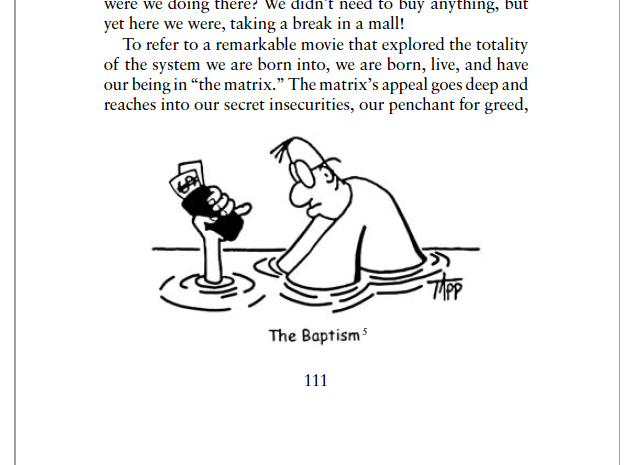 were we doing there? We didn’t need to buy anything, but
yet here we were, taking a break in a mall!
To refer to a remarkable movie that explored the totality
of the system we are born into, we are born, live, and have
our being in “the matrix.” The matrix’s appeal goes deep and
reaches into our secret insecurities, our penchant for greed,
$
TAPP
The Baptism⁵
111